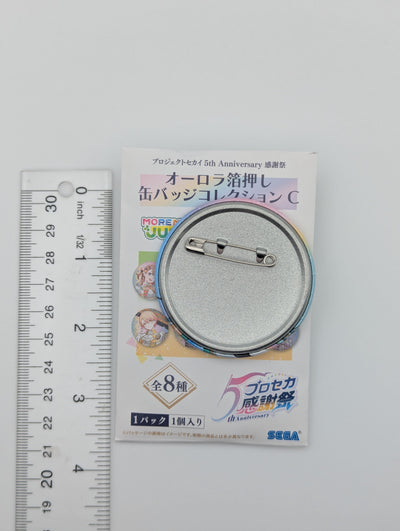 プロジェクトセカイ 5th Anniversary 感謝祭
オーロラ箔押し
缶バッジコレクション C
MORE
JU
全8種
5
th Anniversary
プロセカ
感謝祭
1パック 1個入り
SEGA
0
inch
1/32
1
2
3
4
30
29
28
27
26
25
24
23
22
21
20
19